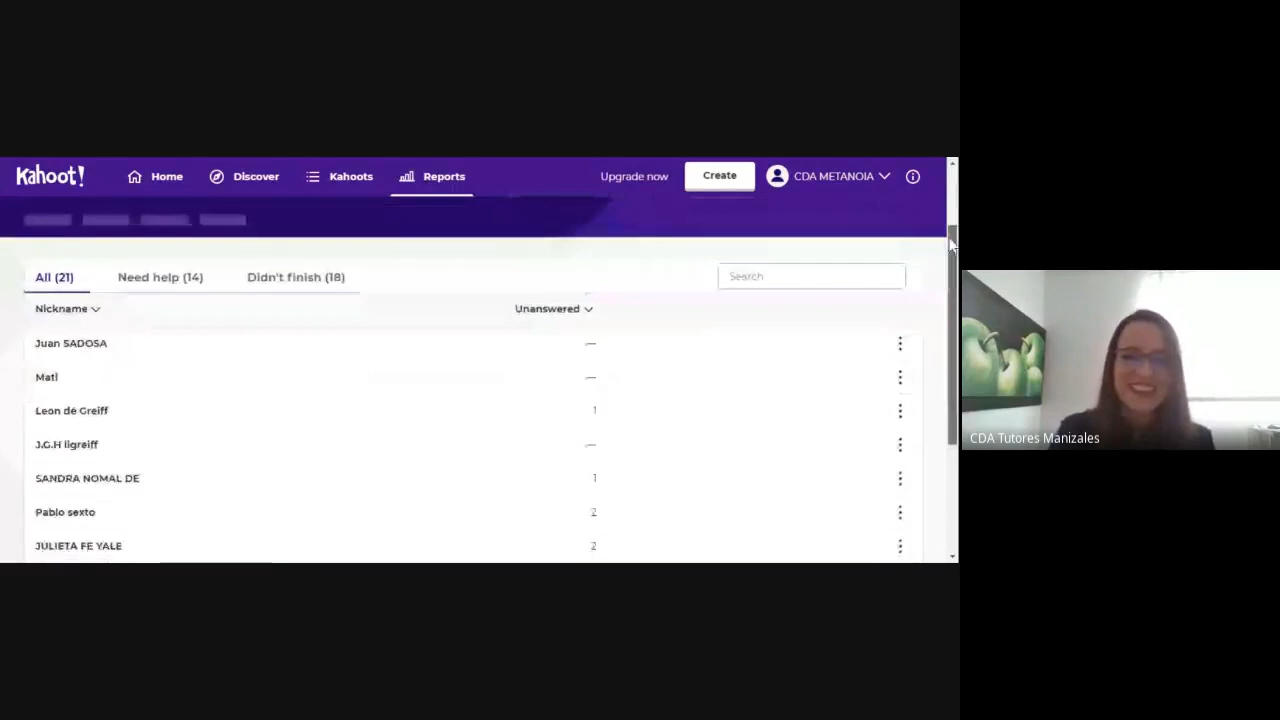 Kahoot! Home Discover Kahoots Reports Upgrade now Create CDA METANOIA
All (21) Need help (14) Didn't finish (18) Search
Nickname Unanswered
Juan SADOSA —
Mati —
Leon de Greiff 1
J.G.H ligreiff —
SANDRA NOMAL DE 1
Pablo sexto 2
JULIETA FE YALE 2
CDA Tutores Manizales